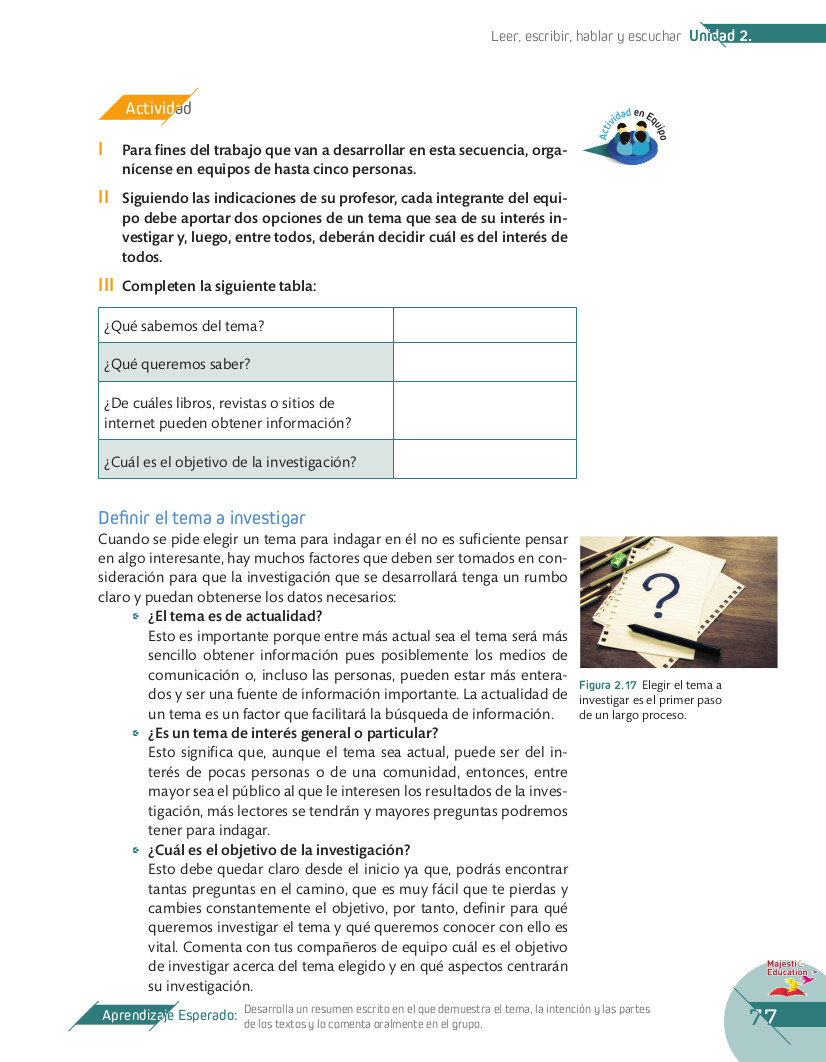 Leer, escribir, hablar y escuchar Unidad 2.
Actividad
Actividad en Equipo
I Para fines del trabajo que van a desarrollar en esta secuencia, orga-
nícense en equipos de hasta cinco personas.
II Siguiendo las indicaciones de su profesor, cada integrante del equi-
po debe aportar dos opciones de un tema que sea de su interés in-
vestigar y, luego, entre todos, deberán decidir cuál es del interés de
todos.
III Completen la siguiente tabla:
¿Qué sabemos del tema?
¿Qué queremos saber?
¿De cuáles libros, revistas o sitios de
internet pueden obtener información?
¿Cuál es el objetivo de la investigación?
Definir el tema a investigar
Cuando se pide elegir un tema para indagar en él no es suficiente pensar
en algo interesante, hay muchos factores que deben ser tomados en con-
sideración para que la investigación que se desarrollará tenga un rumbo
claro y puedan obtenerse los datos necesarios:
¿El tema es de actualidad?
Esto es importante porque entre más actual sea el tema será más
sencillo obtener información pues posiblemente los medios de
comunicación o, incluso las personas, pueden estar más entera-
dos y ser una fuente de información importante. La actualidad de
un tema es un factor que facilitará la búsqueda de información.
¿Es un tema de interés general o particular?
Esto significa que, aunque el tema sea actual, puede ser del in-
terés de pocas personas o de una comunidad, entonces, entre
mayor sea el público al que le interesen los resultados de la inves-
tigación, más lectores se tendrán y mayores preguntas podremos
tener para indagar.
¿Cuál es el objetivo de la investigación?
Esto debe quedar claro desde el inicio ya que, podrás encontrar
tantas preguntas en el camino, que es muy fácil que te pierdas y
cambies constantemente el objetivo, por tanto, definir para qué
queremos investigar el tema y qué queremos conocer con ello es
vital. Comenta con tus compañeros de equipo cuál es el objetivo
de investigar acerca del tema elegido y en qué aspectos centrarán
su investigación.
?
Figura 2.17 Elegir el tema a
investigar es el primer paso
de un largo proceso.
Majestic
Education
Aprendizaje Esperado: Desarrolla un resumen escrito en el que demuestra el tema, la intención y las partes
de los textos y lo comenta oralmente en el grupo.
77